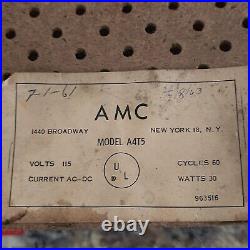 7-1-61
AMC
1440 BROADWAY NEW YORK 18, N.Y.
MODEL A4T5
VOLTS 115 CYCLES 60
CURRENT AC-DC WATTS 30
U L
963516